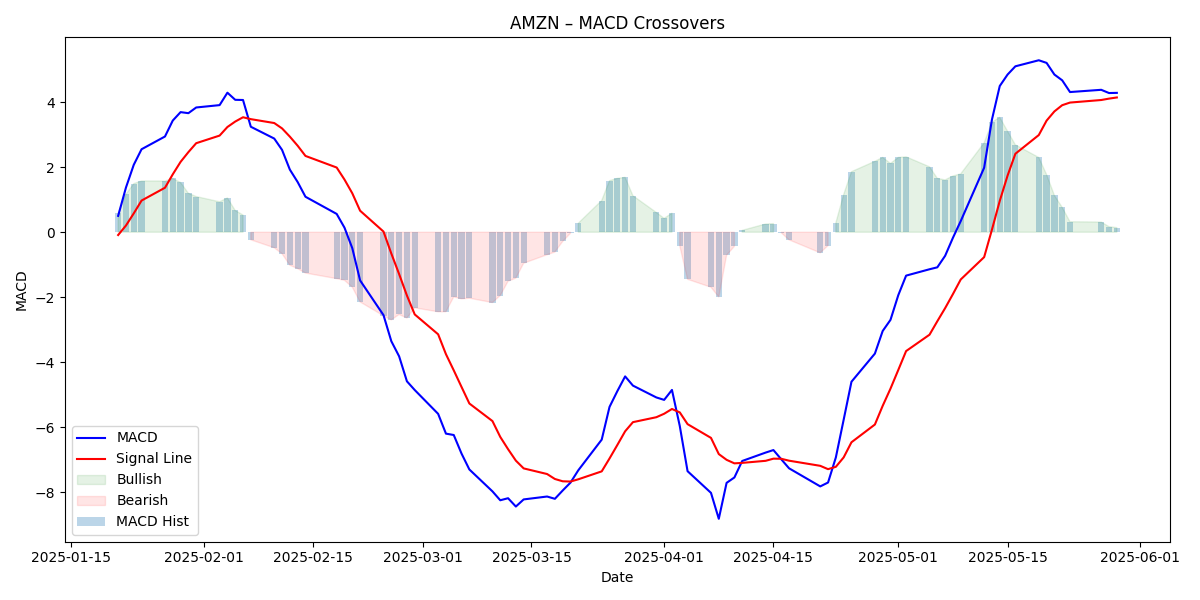 AMZN – MACD Crossovers
MACD
4
2
0
−2
−4
−6
−8
MACD
Signal Line
Bullish
Bearish
MACD Hist
2025-01-15
2025-02-01
2025-02-15
2025-03-01
2025-03-15
2025-04-01
2025-04-15
2025-05-01
2025-05-15
2025-06-01
Date